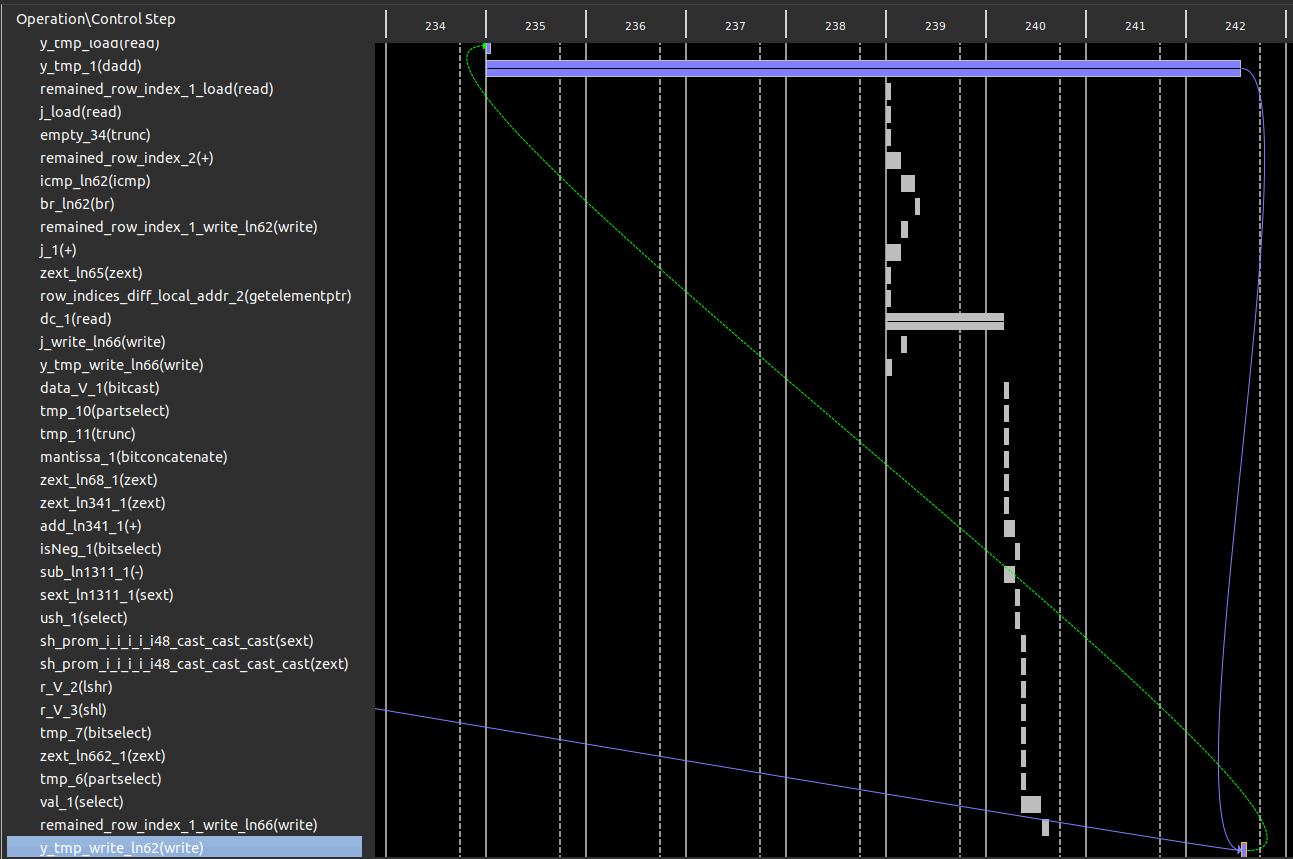 Operation\Control Step
234 235 236 237 238 239 240 241 242
y_tmp_load(read)
y_tmp_1(dadd)
remained_row_index_1_load(read)
j_load(read)
empty_34(trunc)
remained_row_index_2(+)
icmp_ln62(icmp)
br_ln62(br)
remained_row_index_1_write_ln62(write)
j_1(+)
zext_ln65(zext)
row_indices_diff_local_addr_2(getelementptr)
dc_1(read)
j_write_ln66(write)
y_tmp_write_ln66(write)
data_V_1(bitcast)
tmp_10(partselect)
tmp_11(trunc)
mantissa_1(bitconcatenate)
zext_ln68_1(zext)
zext_ln341_1(zext)
add_ln341_1(+)
isNeg_1(bitselect)
sub_ln1311_1(-)
sext_ln1311_1(sext)
ush_1(select)
sh_prom_i_i_i_i_i48_cast_cast_cast(sext)
sh_prom_i_i_i_i_i48_cast_cast_cast_cast(zext)
r_V_2(lshr)
r_V_3(shl)
tmp_7(bitselect)
zext_ln662_1(zext)
tmp_6(partselect)
val_1(select)
remained_row_index_1_write_ln66(write)
y_tmp_write_ln62(write)